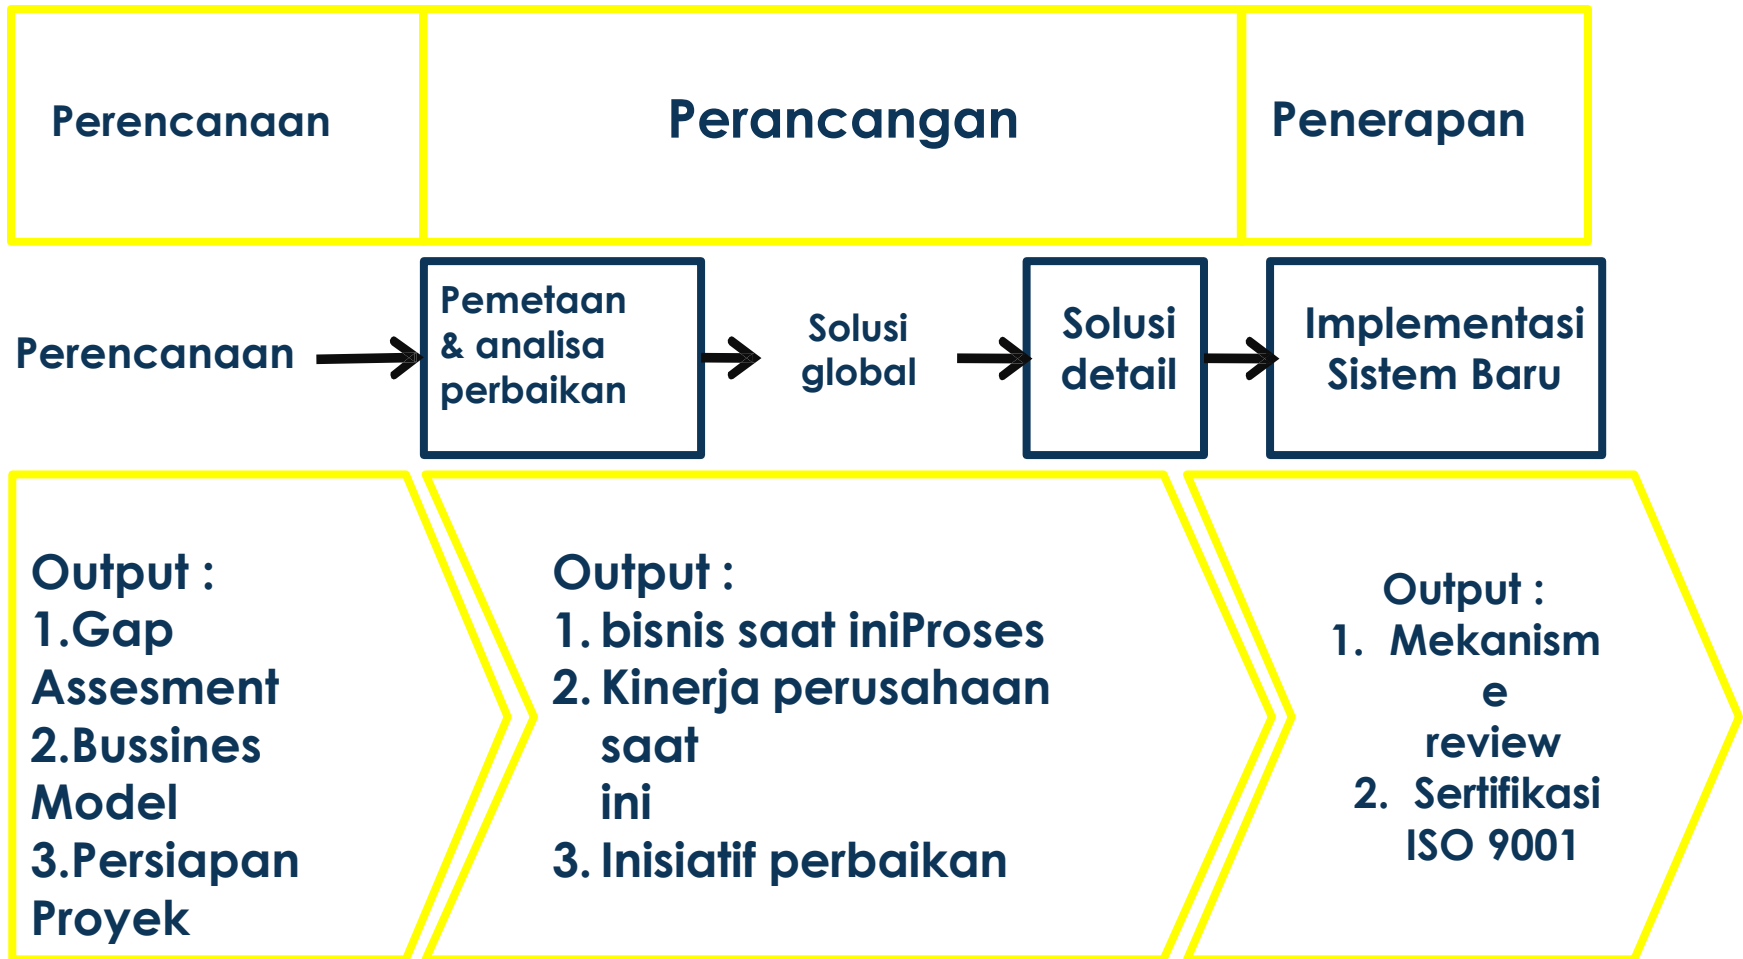 Perencanaan
Perancangan
Penerapan
Perencanaan
Pemetaan
& analisa
perbaikan
Solusi
global
Solusi
detail
Implementasi
Sistem Baru
Output :
1.Gap
Assesment
2.Bussines
Model
3.Persiapan
Proyek
Output :
1. bisnis saat iniProses
2. Kinerja perusahaan
saat
ini
3. Inisiatif perbaikan
Output :
1. Mekanism
e
review
2. Sertifikasi
ISO 9001